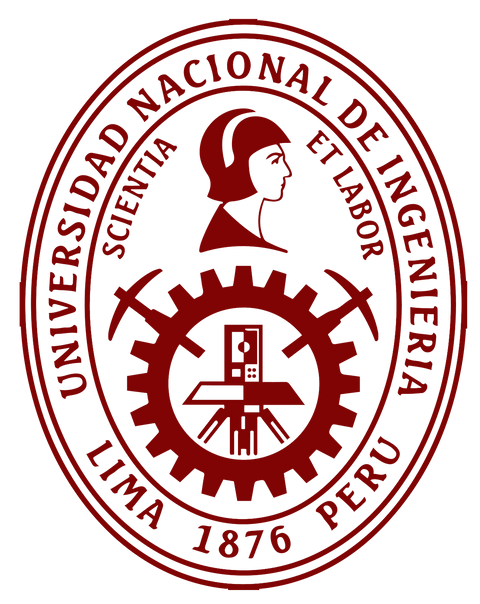 UNIVERSIDAD NACIONAL DE INGENIERIA
SCIENTIA
ET LABOR
LIMA 1876 PERU